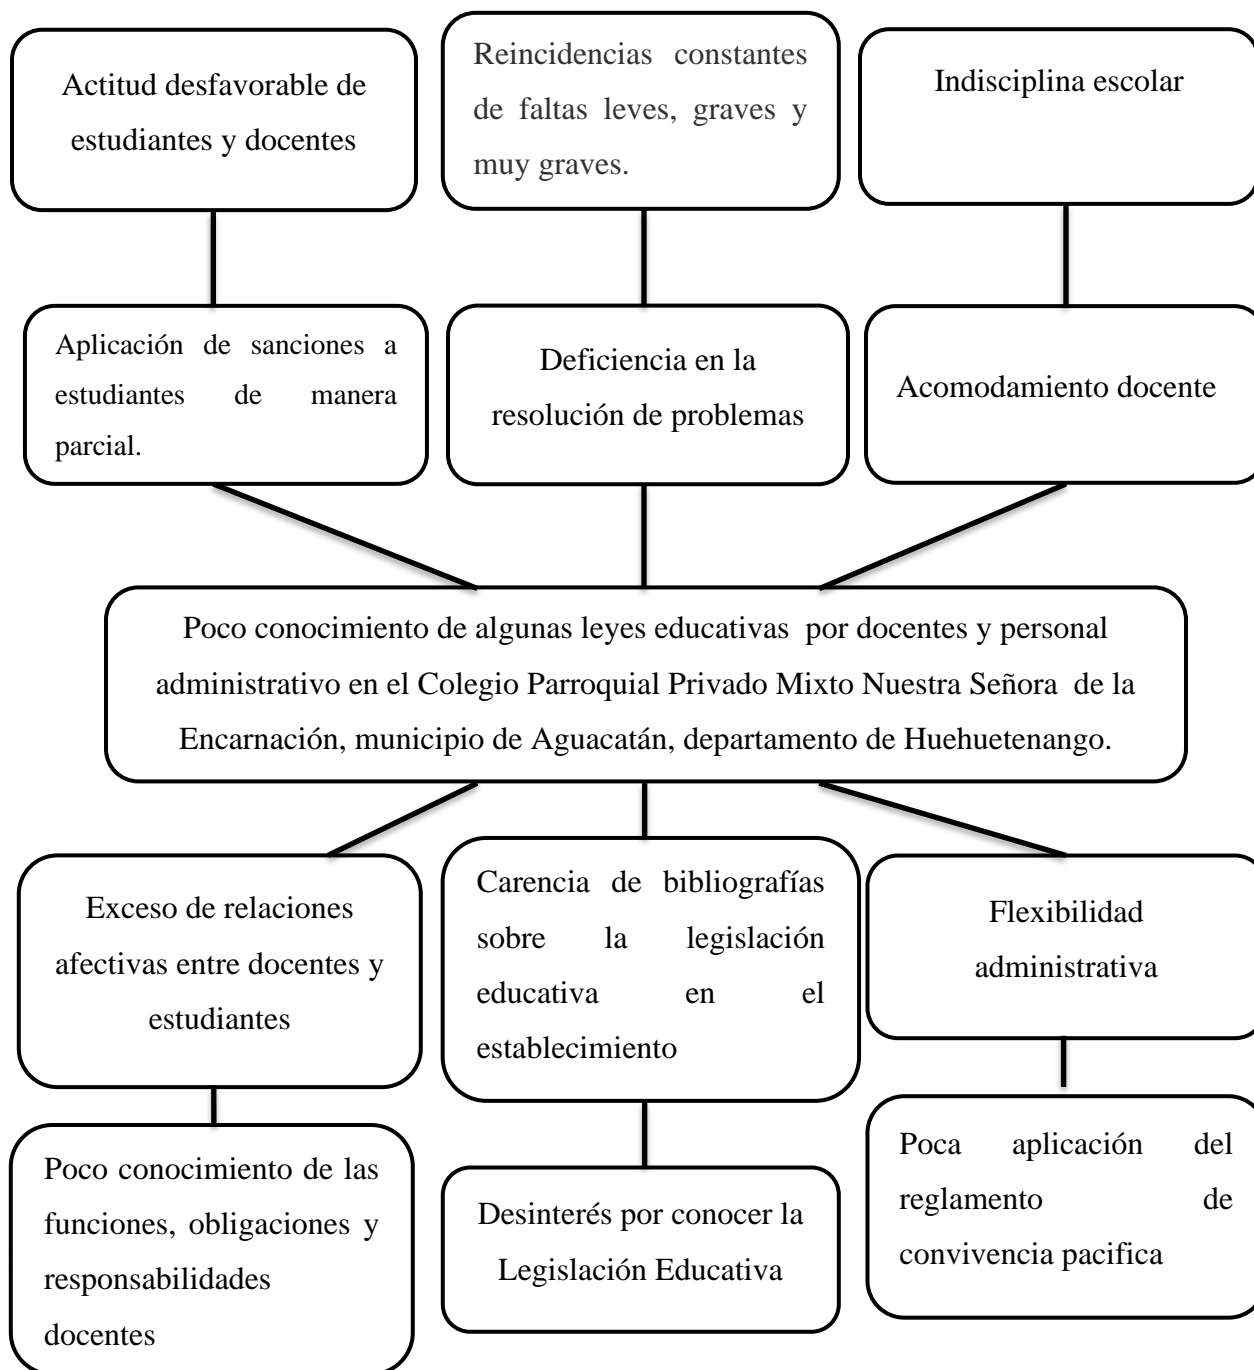 Actitud desfavorable de
estudiantes y docentes
Reincidencias constantes
de faltas leves, graves y
muy graves.
Indisciplina escolar
Aplicación de sanciones a
estudiantes de manera
parcial.
Deficiencia en la
resolución de problemas
Acomodamiento docente
Poco conocimiento de algunas leyes educativas por docentes y personal
administrativo en el Colegio Parroquial Privado Mixto Nuestra Señora de la
Encarnación, municipio de Aguacatán, departamento de Huehuetenango.
Exceso de relaciones
afectivas entre docentes y
estudiantes
Carencia de bibliografías
sobre la legislación
educativa en el
establecimiento
Flexibilidad
administrativa
Poco conocimiento de las
funciones, obligaciones y
responsabilidades
docentes
Desinterés por conocer la
Legislación Educativa
Poca aplicación del
reglamento de
convivencia pacifica